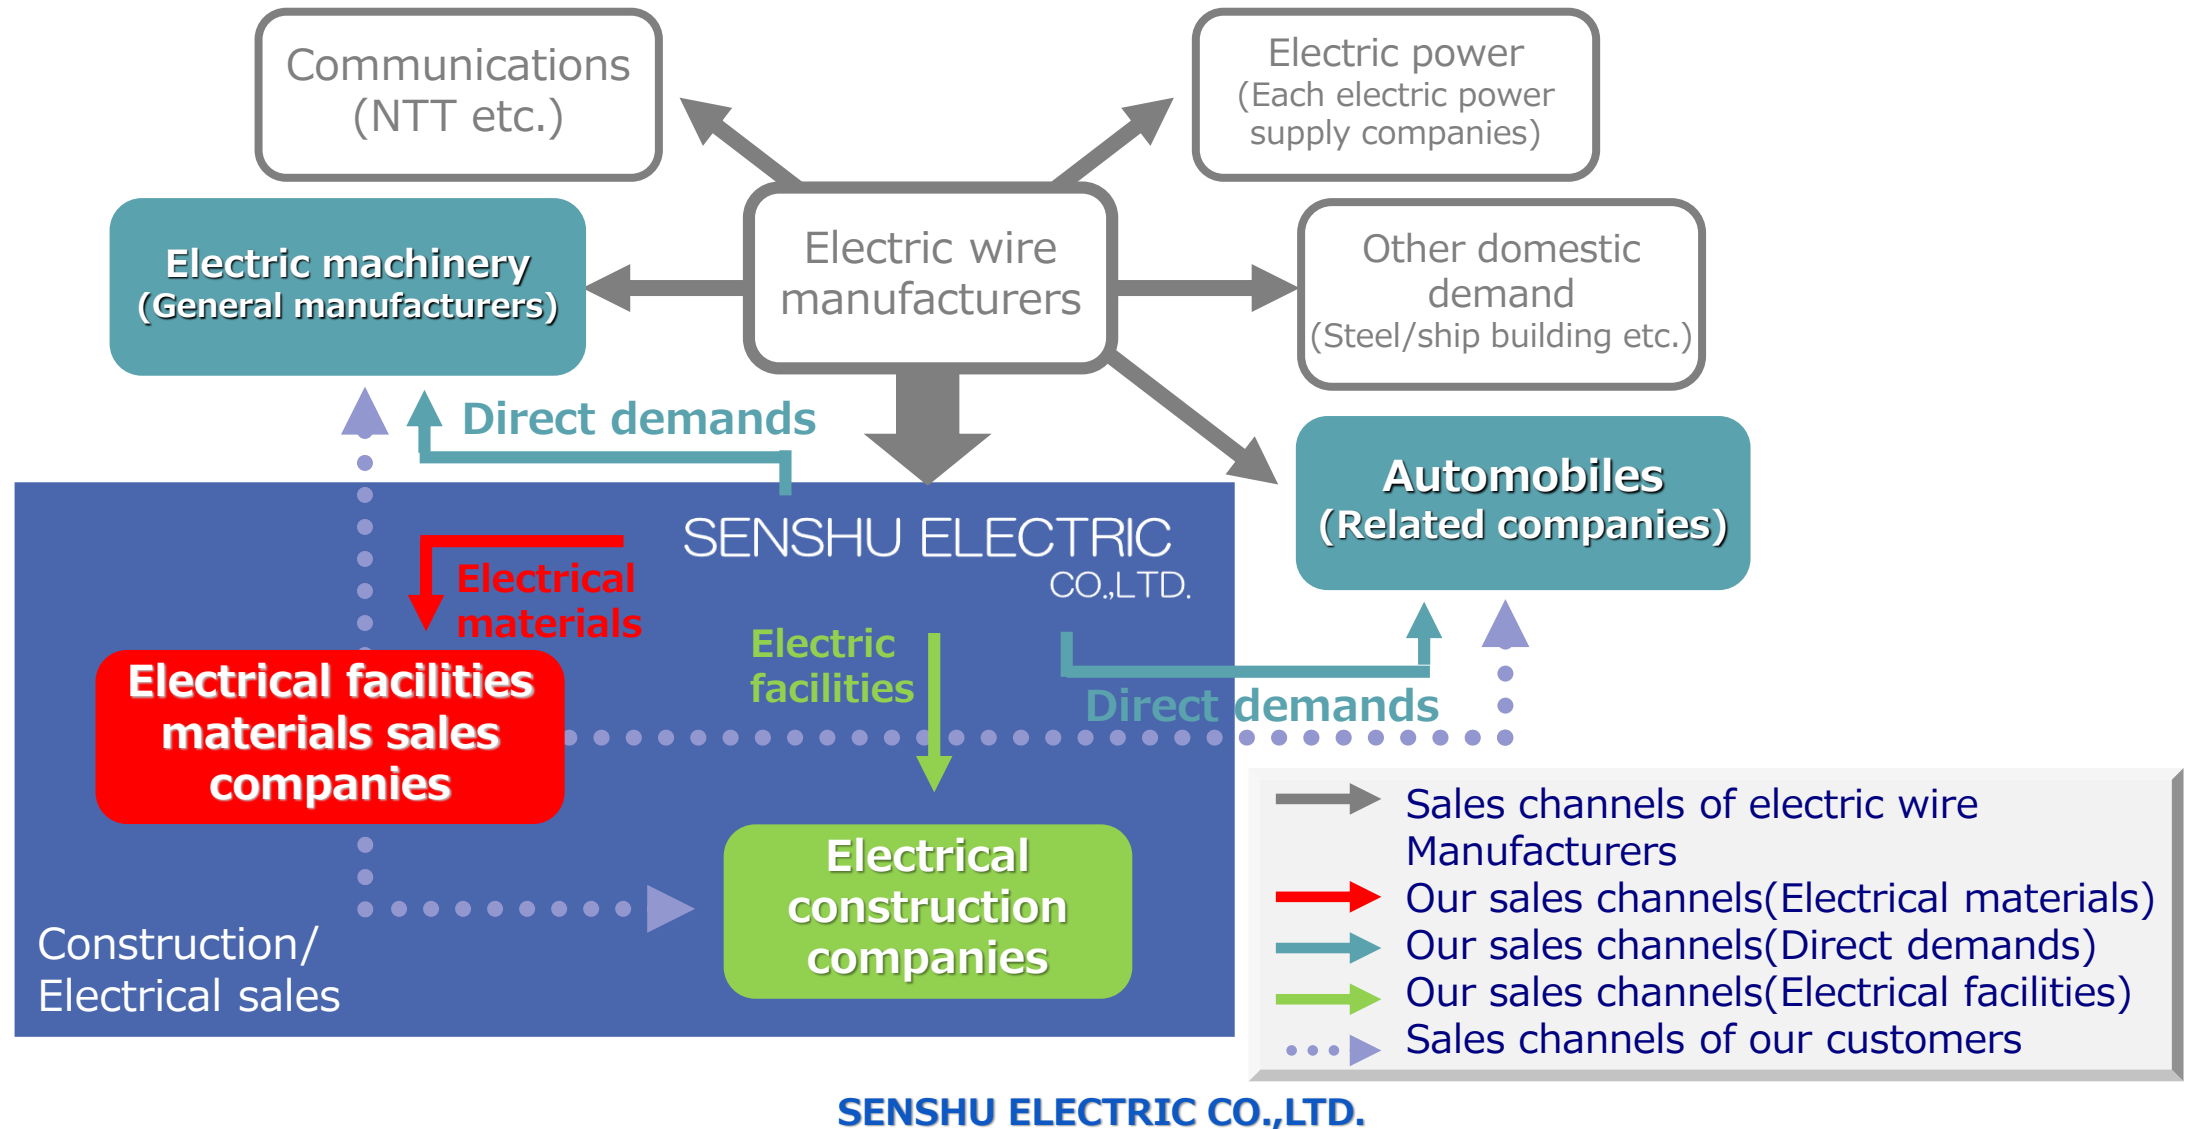 Communications
(NTT etc.)
Electric power
(Each electric power
supply companies)
Electric machinery
(General manufacturers)
Electric wire
manufacturers
Other domestic
demand
(Steel/ship building etc.)
Direct demands
Automobiles
(Related companies)
SENSHU ELECTRIC
CO.,LTD.
Electrical
materials
Electric
facilities
Direct demands
Electrical facilities
materials sales
companies
Electrical
construction
companies
Construction/
Electrical sales
Sales channels of electric wire
Manufacturers
Our sales channels(Electrical materials)
Our sales channels(Direct demands)
Our sales channels(Electrical facilities)
Sales channels of our customers
SENSHU ELECTRIC CO.,LTD.